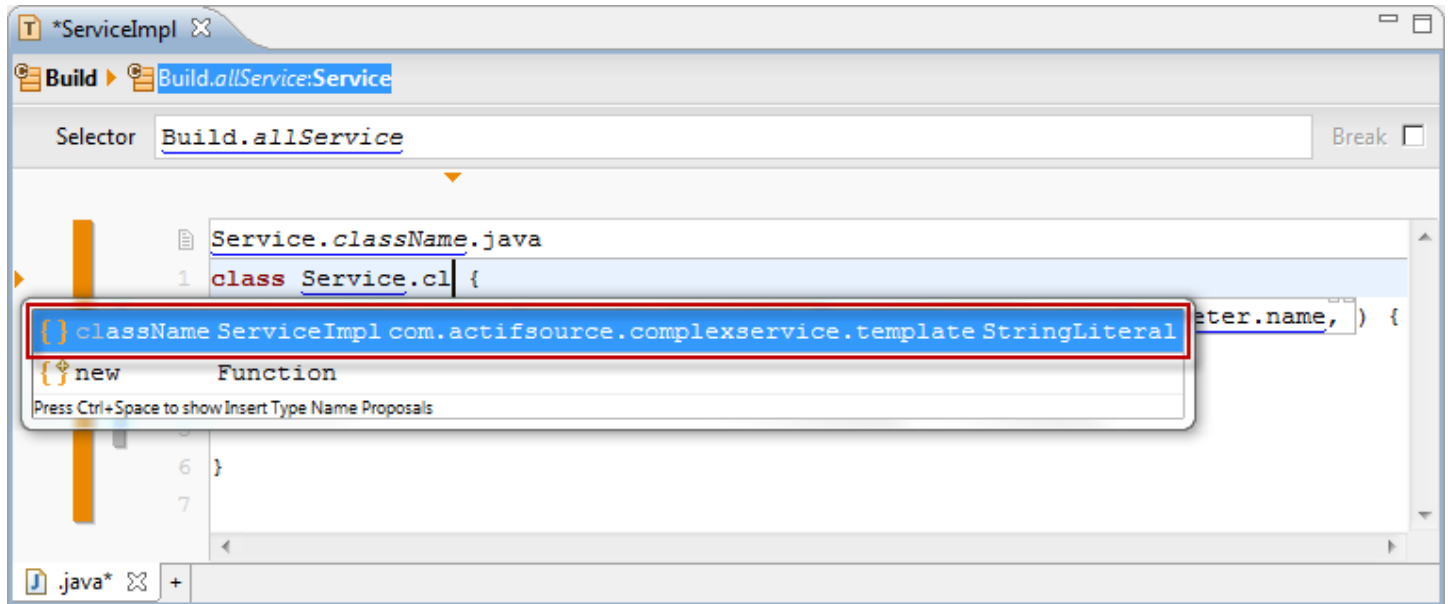 *ServiceImpl
Build Build.allService:Service
Selector Build.allService Break
Service.className.java
1 class Service.cl {
eter.name, ) {
className ServiceImpl com.actifsource.complexservice.template StringLiteral
new Function
Press Ctrl+Space to show Insert Type Name Proposals
6 }
7
.java* +